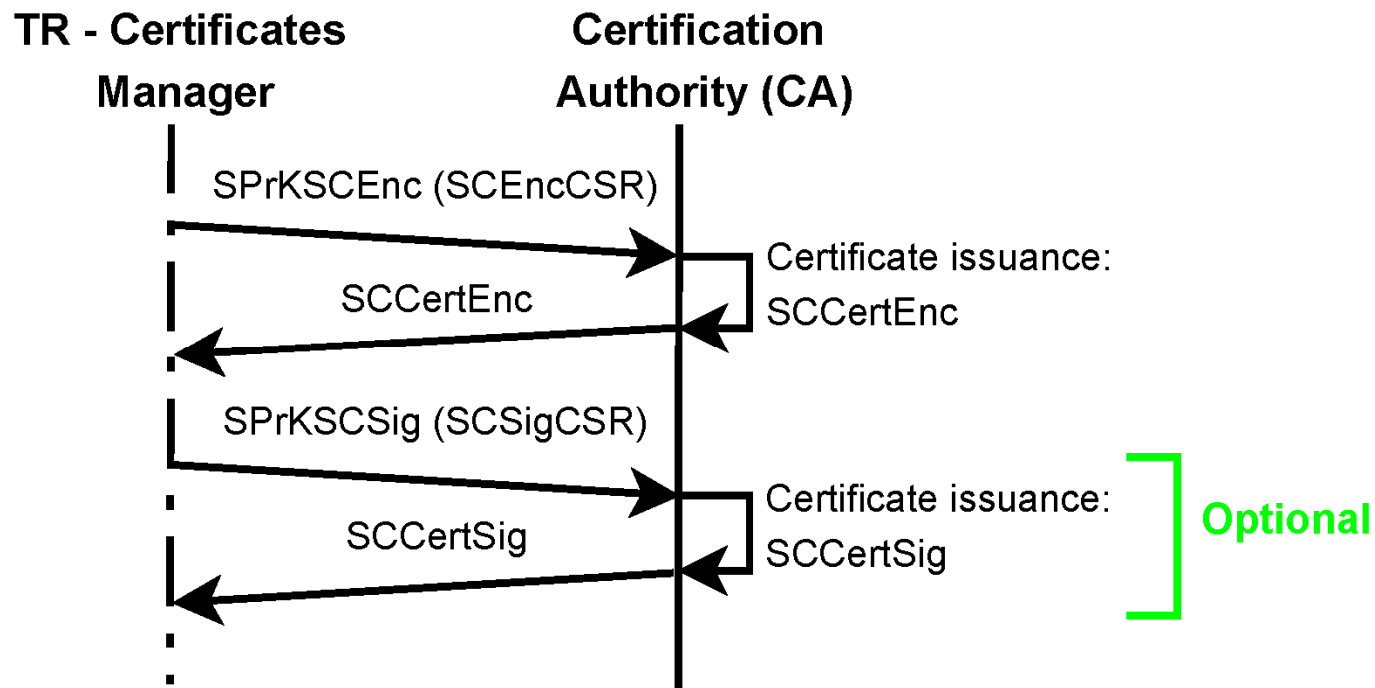 TR - Certificates
Manager
Certification
Authority (CA)
SPrKSCEnc (SCEncCSR)
Certificate issuance:
SCCertEnc
SCCertEnc
SPrKSCSig (SCSigCSR)
Certificate issuance:
SCCertSig
SCCertSig
Optional